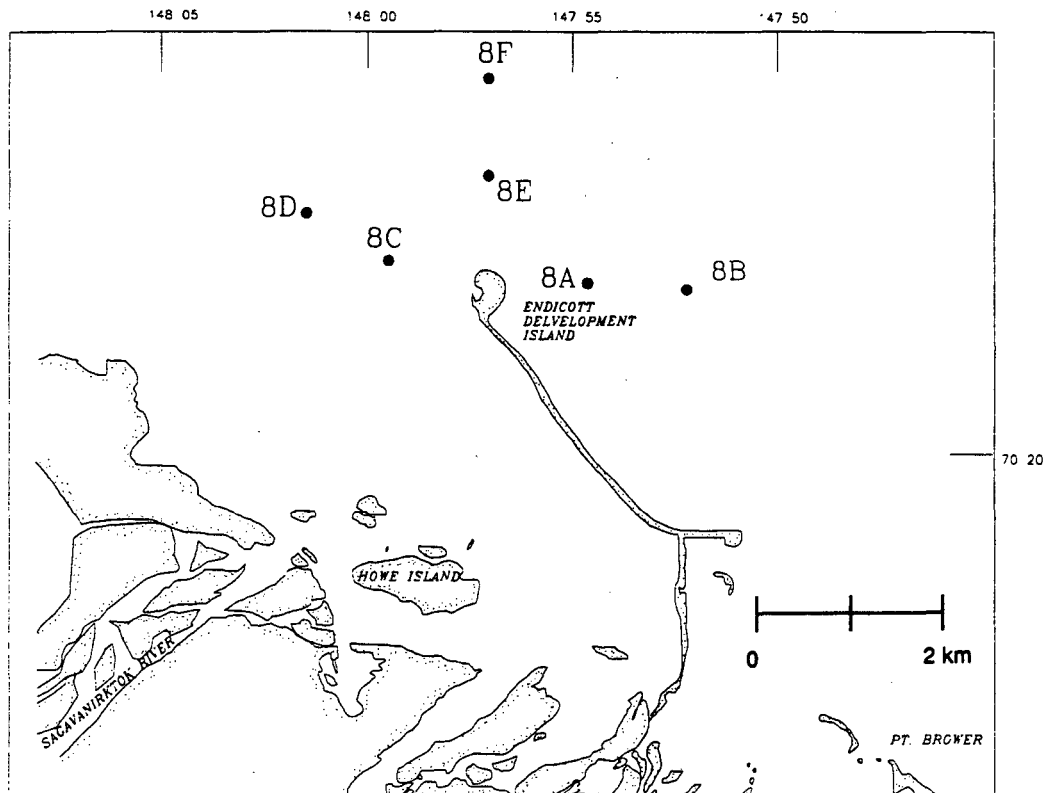 148 05
148 00
147 55
147 50
8F
8E
8D
8C
8A
8B
ENDICOTT
DELVELOPMENT
ISLAND
70 20
HOWE ISLAND
0
2 km
SAGAVANIRKTOK RIVER
PT. BROWER